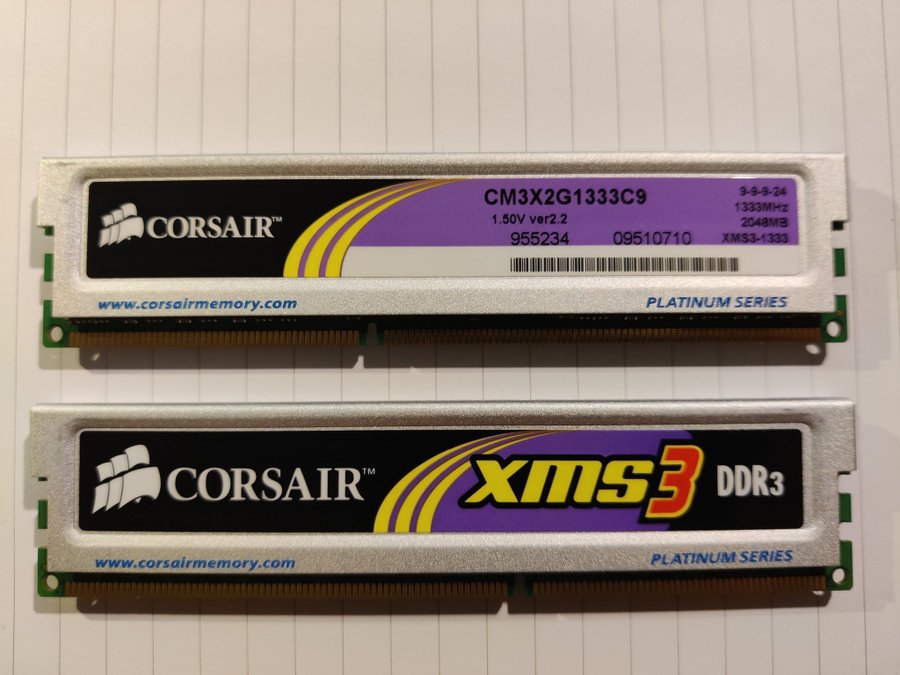 CORSAIR™
CM3X2G1333C9
1.50V ver2.2
955234 09510710
9-9-9-24
1333MHz
2048MB
XMS3-1333
www.corsairmemory.com PLATINUM SERIES
CORSAIR™ xms3 DDR3
www.corsairmemory.com PLATINUM SERIES